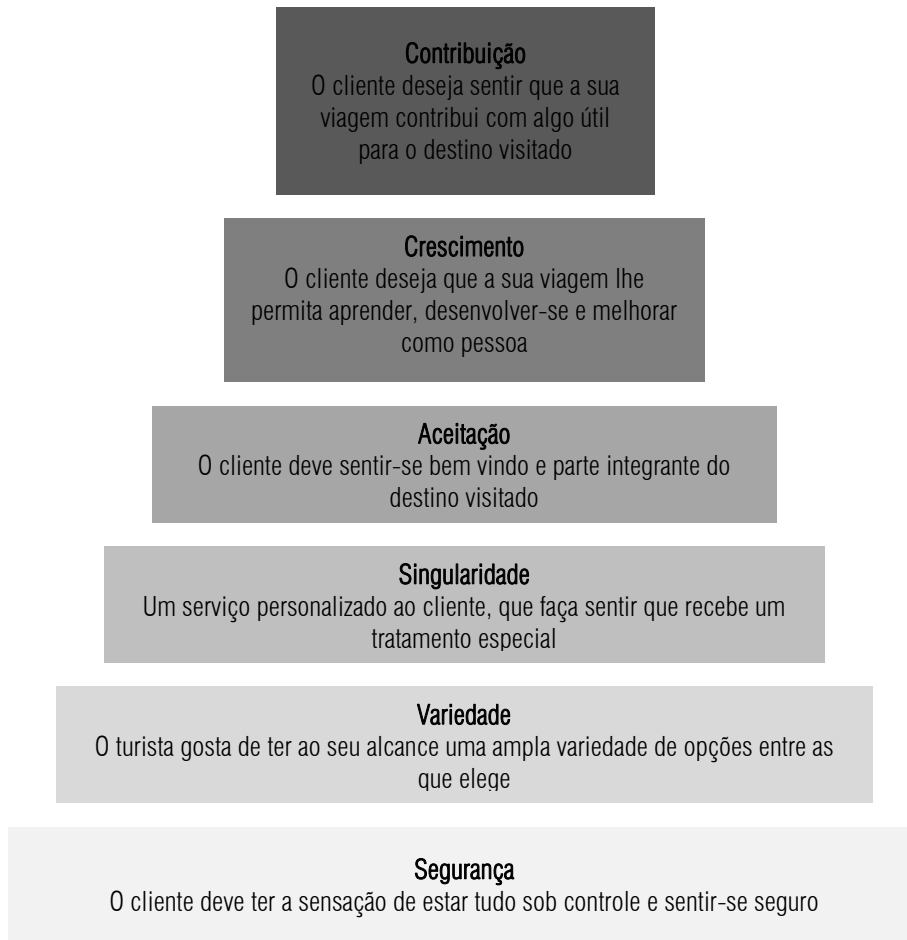 Contribuição
O cliente deseja sentir que a sua
viagem contribui com algo útil
para o destino visitado
Crescimento
O cliente deseja que a sua viagem lhe
permita aprender, desenvolver-se e melhorar
como pessoa
Aceitação
O cliente deve sentir-se bem vindo e parte integrante do
destino visitado
Singularidade
Um serviço personalizado ao cliente, que faça sentir que recebe um
tratamento especial
Variedade
O turista gosta de ter ao seu alcance uma ampla variedade de opções entre as
que elege
Segurança
O cliente deve ter a sensação de estar tudo sob controle e sentir-se seguro